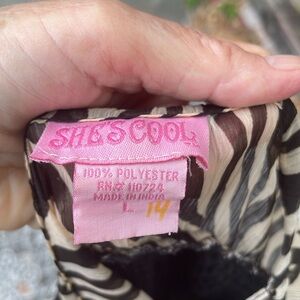 SHE'S COOL
100% POLYESTER
RN# 110724
MADE IN INDIA
L 14